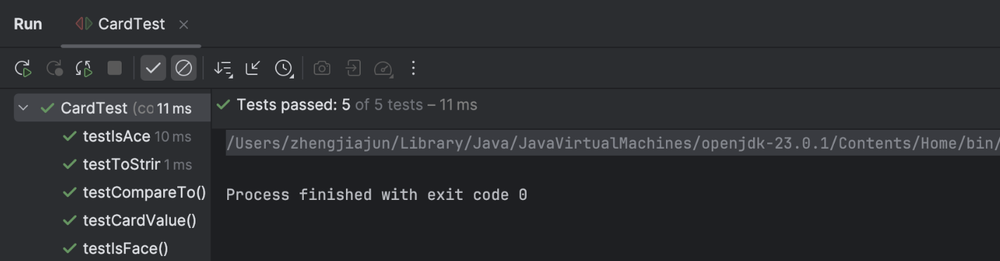 Run CardTest
CardTest (co 11 ms
testIsAce 10 ms
testToStrir 1 ms
testCompareTo()
testCardValue()
testIsFace()
Tests passed: 5 of 5 tests – 11 ms
/Users/zhengjiajun/Library/Java/JavaVirtualMachines/openjdk-23.0.1/Contents/Home/bin/
Process finished with exit code 0